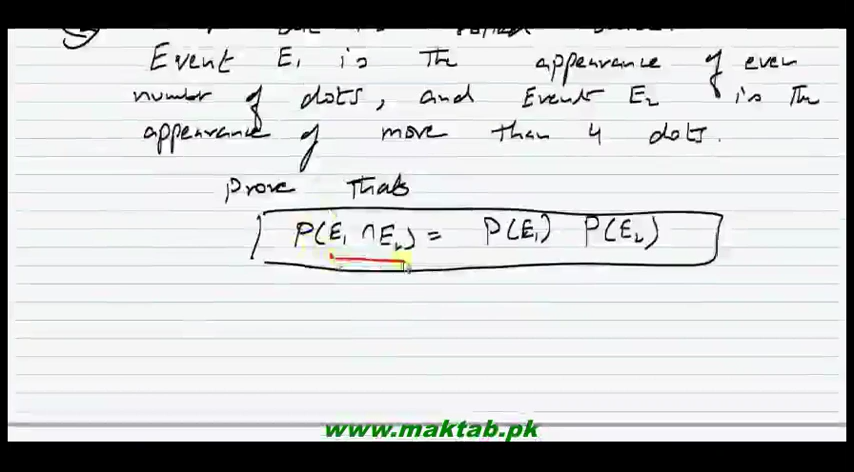 Event E₁ is the appearance of even
number of dots, and Event E₂ is the
appearance of more than 4 dots.
Prove that
P(E₁ ∩ E₂) = P(E₁) P(E₂)
www.maktab.pk